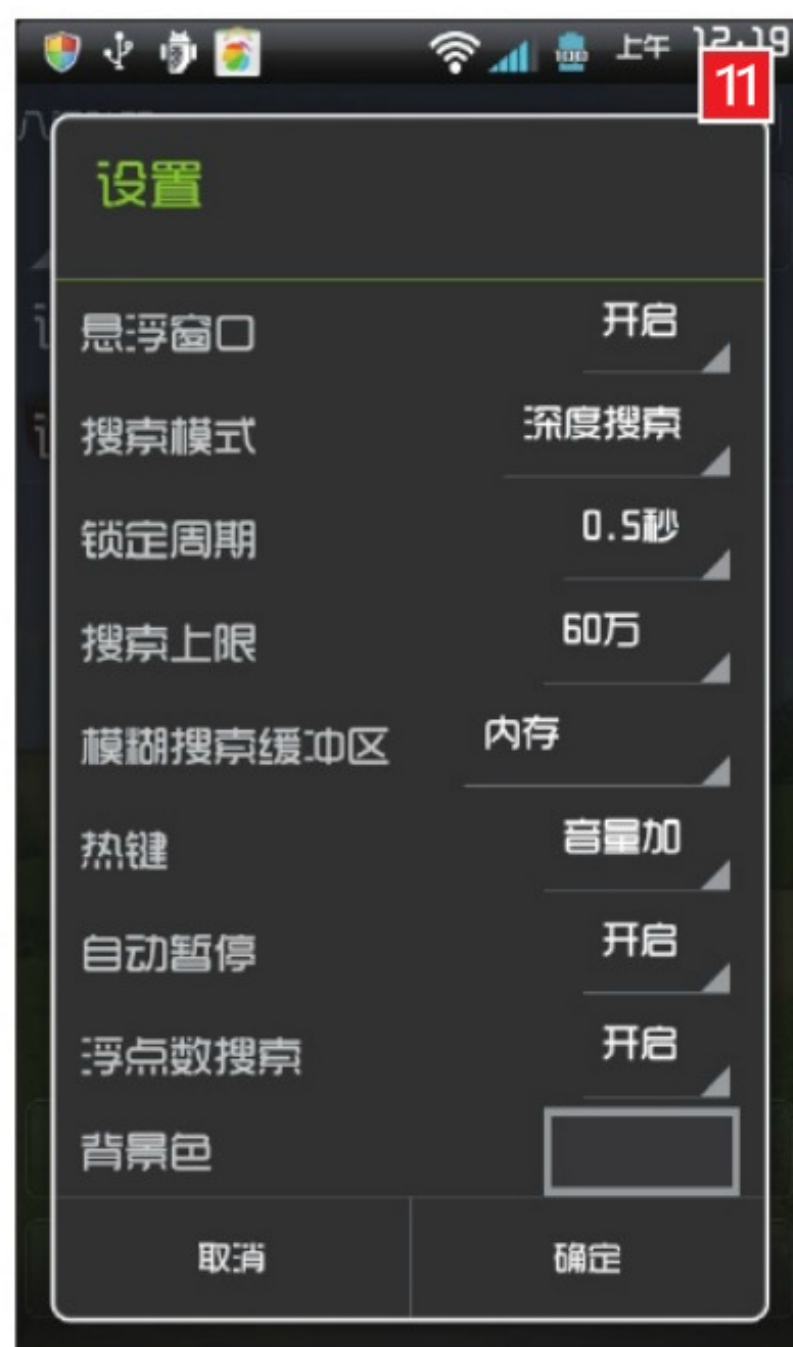 100 上午 12:19
11
设置
悬浮窗口 开启
搜索模式 深度搜索
锁定周期 0.5秒
搜索上限 60万
模糊搜索缓冲区 内存
热键 音量加
自动暂停 开启
浮点数搜索 开启
背景色
取消 确定